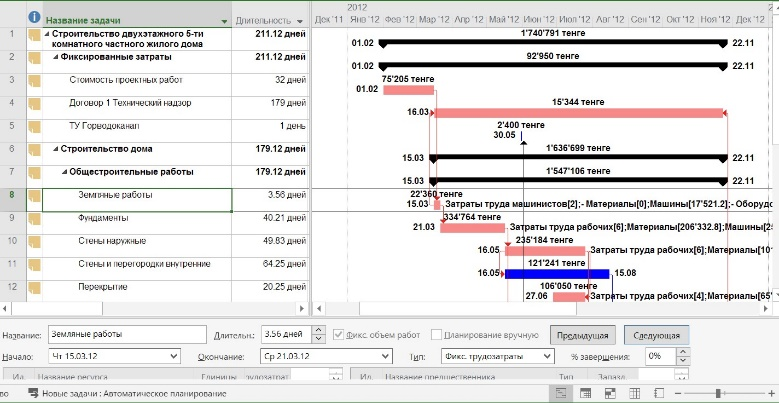 2012
Название задачи Длительность Дек '11 Янв '12 Фев '12 Мар '12 Апр '12 Май '12 Июн '12 Июл '12 Авг '12 Сен '12 Окт '12 Ноя '12 Дек '12
1 Строительство двухэтажного 5-ти комнатного частного жилого дома 211.12 дней 01.02 1'740'791 тенге 22.11
2 Фиксированные затраты 211.12 дней 01.02 92'950 тенге 22.11
3 Стоимость проектных работ 32 дней 01.02 75'205 тенге
4 Договор 1 Технический надзор 179 дней 16.03 15'344 тенге
5 ТУ Горводоканал 1 день 2'400 тенге 30.05
6 Строительство дома 179.12 дней 15.03 1'636'699 тенге 22.11
7 Общестроительные работы 179.12 дней 15.03 1'547'106 тенге 22.11
8 Земляные работы 3.56 дней 22'360 тенге 15.03 Затраты труда машинистов[2];- Материалы[0];Машины[17'521.2];- Оборудо
9 Фундаменты 40.21 дней 334'764 тенге 21.03 Затраты труда рабочих[6];Материалы[206'332.8];Машины[2
10 Стены наружные 49.83 дней 235'184 тенге 16.05 Затраты труда рабочих[6];Материалы[10
11 Стены и перегородки внутренние 64.25 дней 121'241 тенге 16.05 15.08
12 Перекрытие 20.25 дней 106'050 тенге 27.06 Затраты труда рабочих[4];Материалы[65'
Название: Земляные работы Длительн.: 3.56 дней Фикс. объем работ Планирование вручную Предыдущая Следующая
Начало: Чт 15.03.12 Окончание: Ср 21.03.12 Тип: Фикс. трудозатраты % завершения: 0%
Ид. Название ресурса Единицы Ид. Название предшественника Тип Запазд.
во Новые задачи : Автоматическое планирование